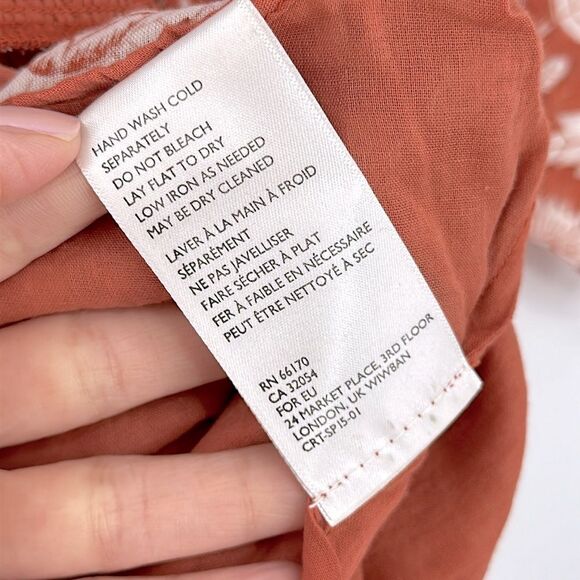 HAND WASH COLD
SEPARATELY
DO NOT BLEACH
LAY FLAT TO DRY
LOW IRON AS NEEDED
MAY BE DRY CLEANED
LAVER À LA MAIN À FROID
SÉPARÉMENT
NE PAS JAVELLISER
FAIRE SÉCHER À PLAT
FER À FAIBLE EN NÉCESSAIRE
PEUT ÊTRE NETTOYÉ À SEC
RN 66170
CA 32054
FOR EU
24 MARKET PLACE, 3RD FLOOR
LONDON, UK W1W8AN
CRT-SP15-01